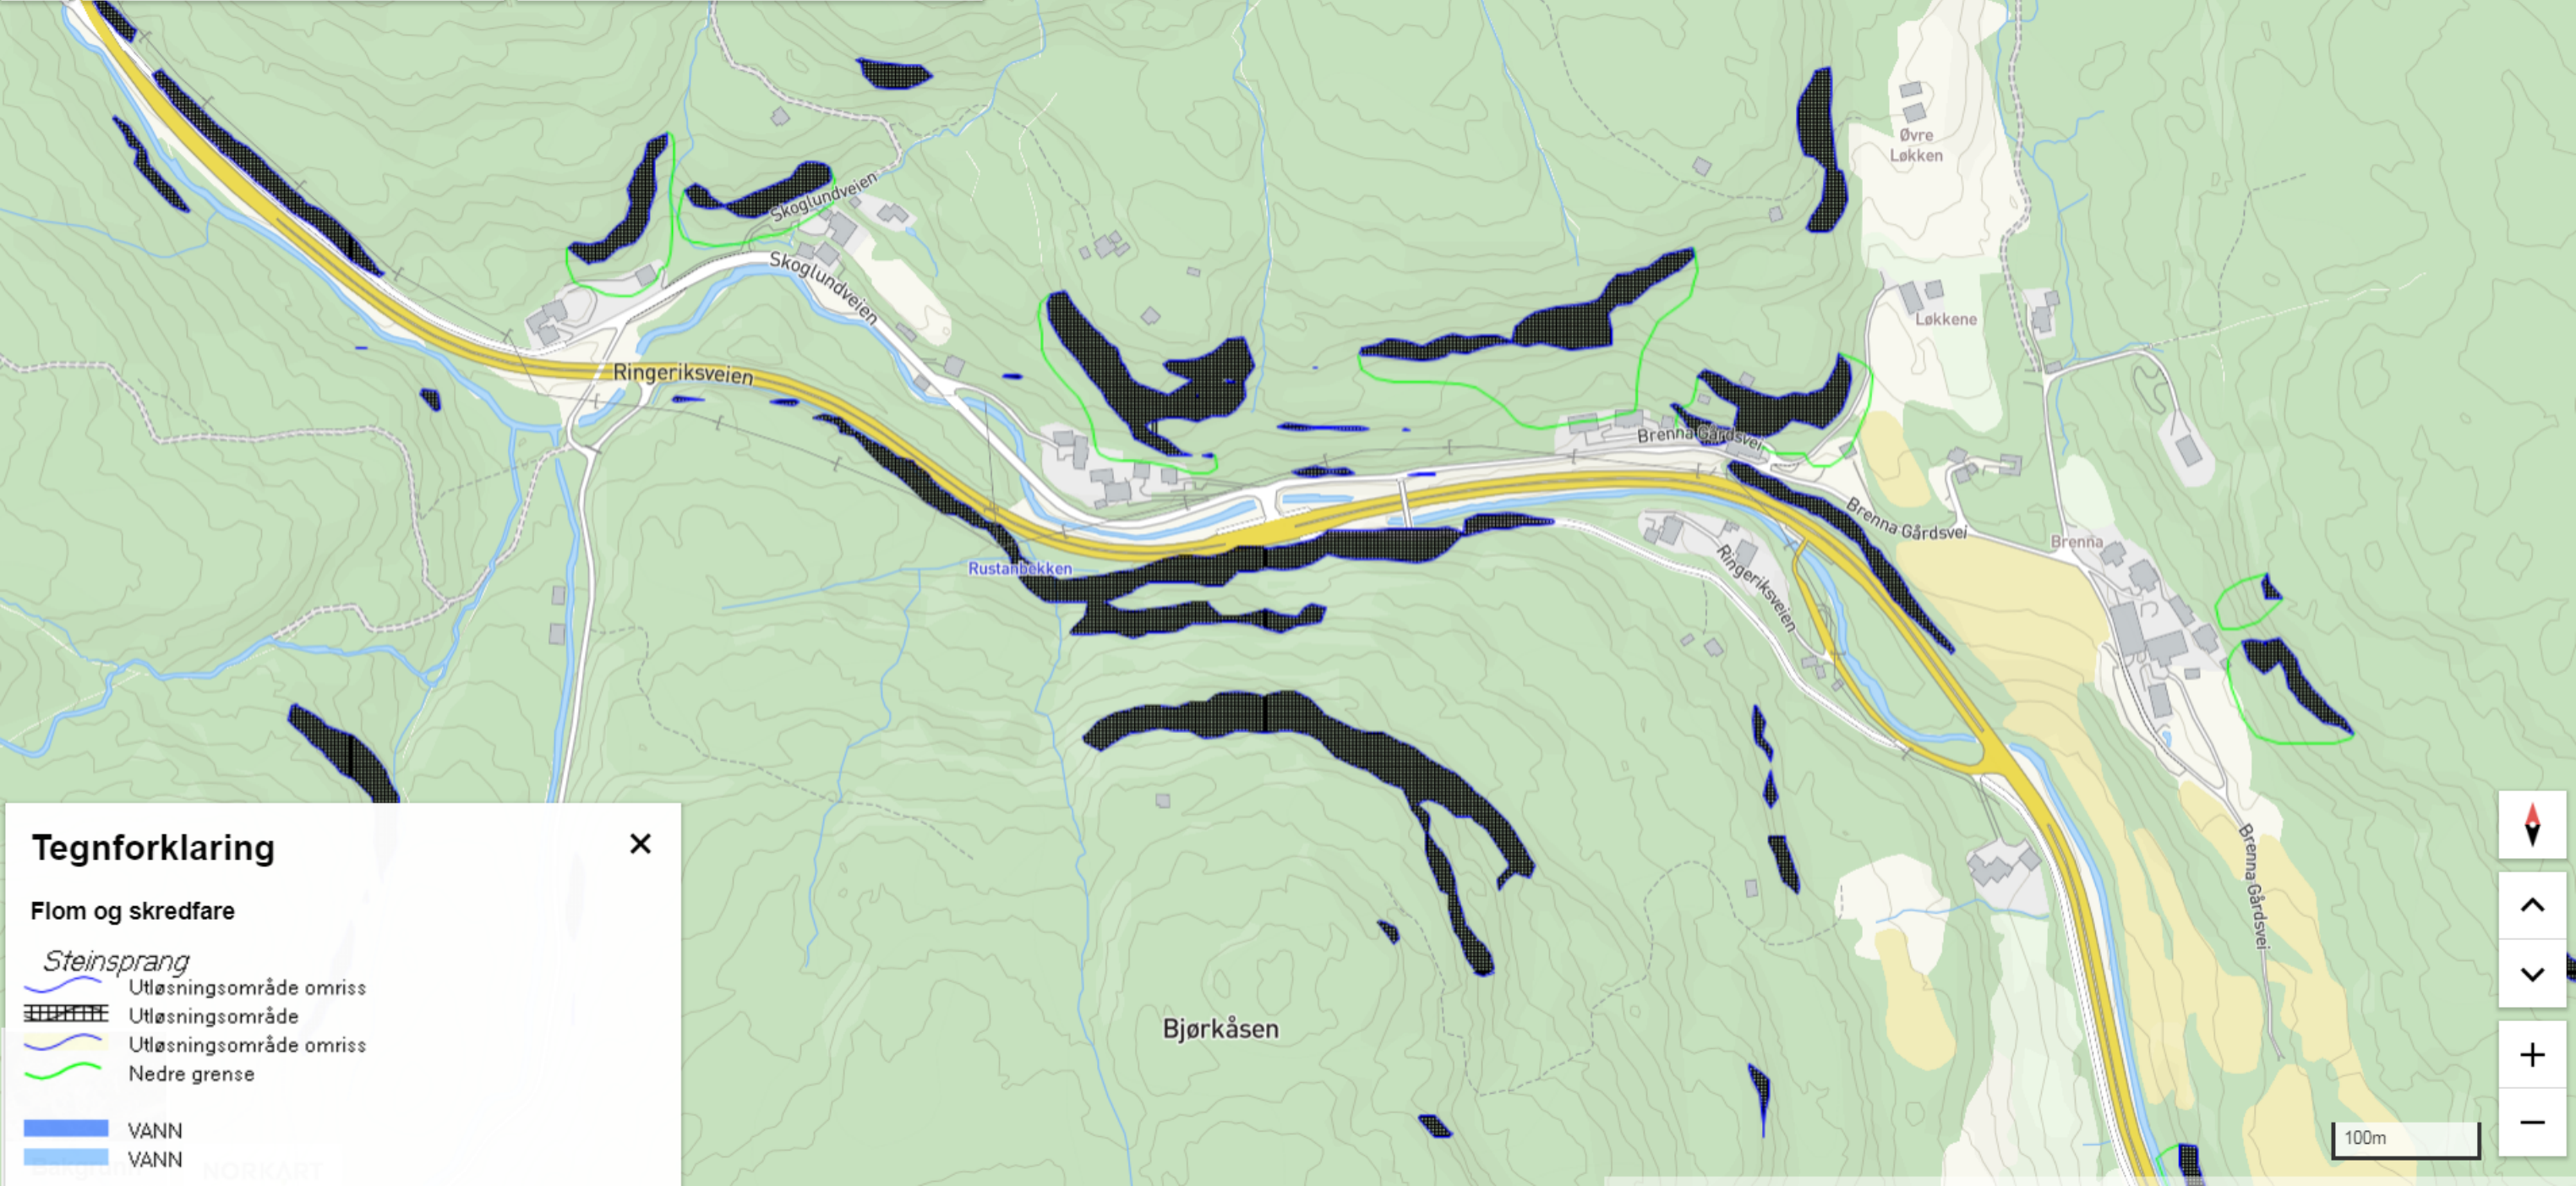 Øvre
Løkken
Skoglundveien
Skoglundveien
Løkkene
Ringeriksveien
Brenna Gårdsvei
Brenna Gårdsvei
Brenna
Rustanbekken
Ringeriksveien
Brenna Gårdsvei
Bjørkåsen
Tegnforklaring
Flom og skredfare
Steinsprang
Utløsningsområde omriss
Utløsningsområde
Utløsningsområde omriss
Nedre grense
VANN
VANN
NORKART
100m